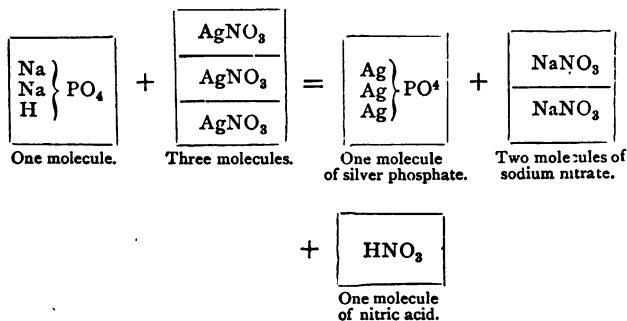 Na
Na } PO₄
H
+
AgNO₃
AgNO₃
AgNO₃
=
Ag
Ag } PO⁴
Ag
+
NaNO₃
NaNO₃
One molecule.
Three molecules.
One molecule
of silver phosphate.
Two molecules of
sodium nitrate.
+
HNO₃
One molecule
of nitric acid.